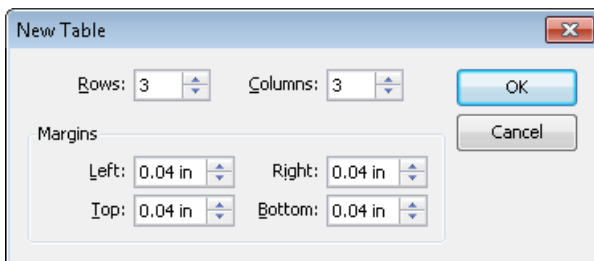 New Table
Rows: 3 Columns: 3 OK
Cancel
Margins
Left: 0.04 in Right: 0.04 in
Top: 0.04 in Bottom: 0.04 in